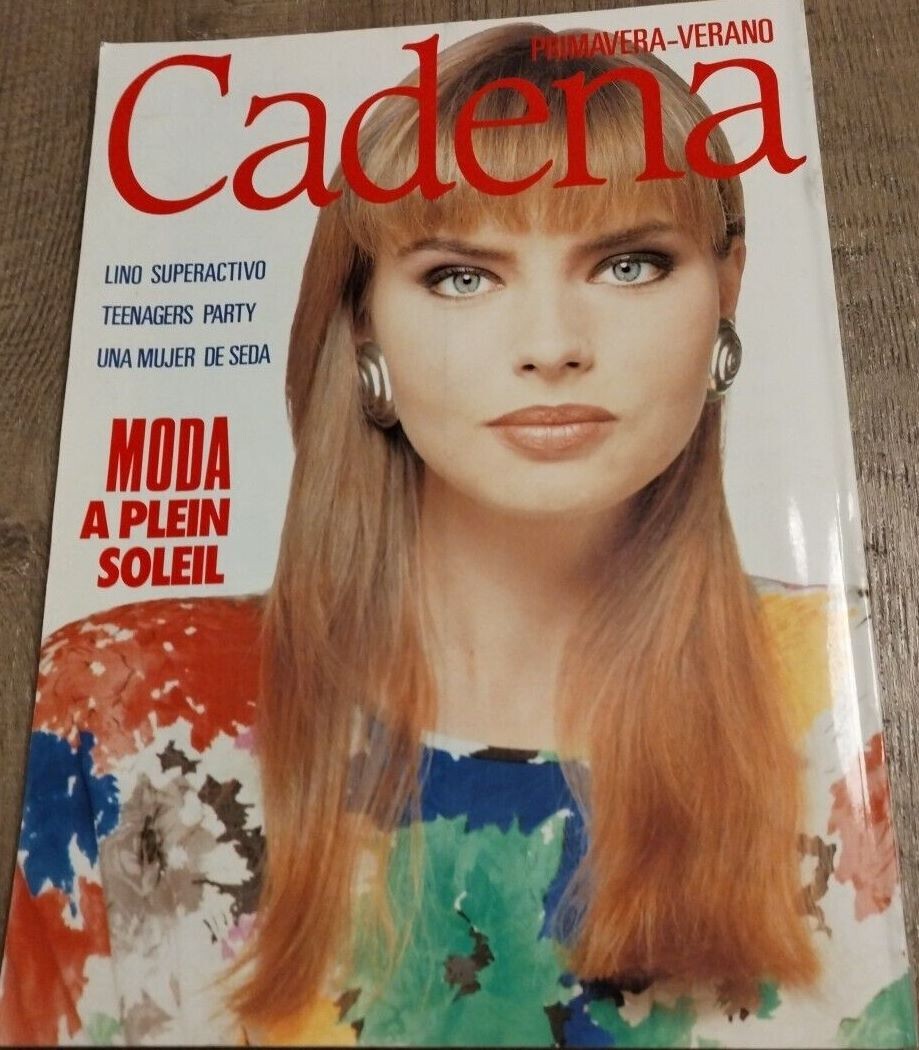 PRIMAVERA-VERANO
Cadena
LINO SUPERACTIVO
TEENAGERS PARTY
UNA MUJER DE SEDA
MODA
A PLEIN
SOLEIL